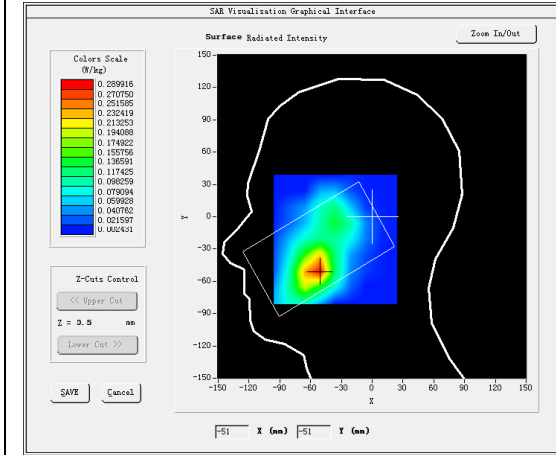 SAR Visualisation Graphical Interface
Surface Radiated Intensity
Zoom In/Out
Colors Scale
(W/kg)
0.289916
0.270750
0.251585
0.232419
0.213253
0.194088
0.174922
0.155756
0.136591
0.117425
0.098259
0.079094
0.059928
0.040762
0.021597
0.002431
Z-Cuts Control
<< Upper Cut
Z = 0.5 mm
Lower Cut >>
SAVE Cancel
150
120
90
60
30
Y 0
-30
-60
-90
-120
-150
-150 -120 -90 -60 -30 0 30 60 90 120 150
X
-51 X (mm) -51 Y (mm)